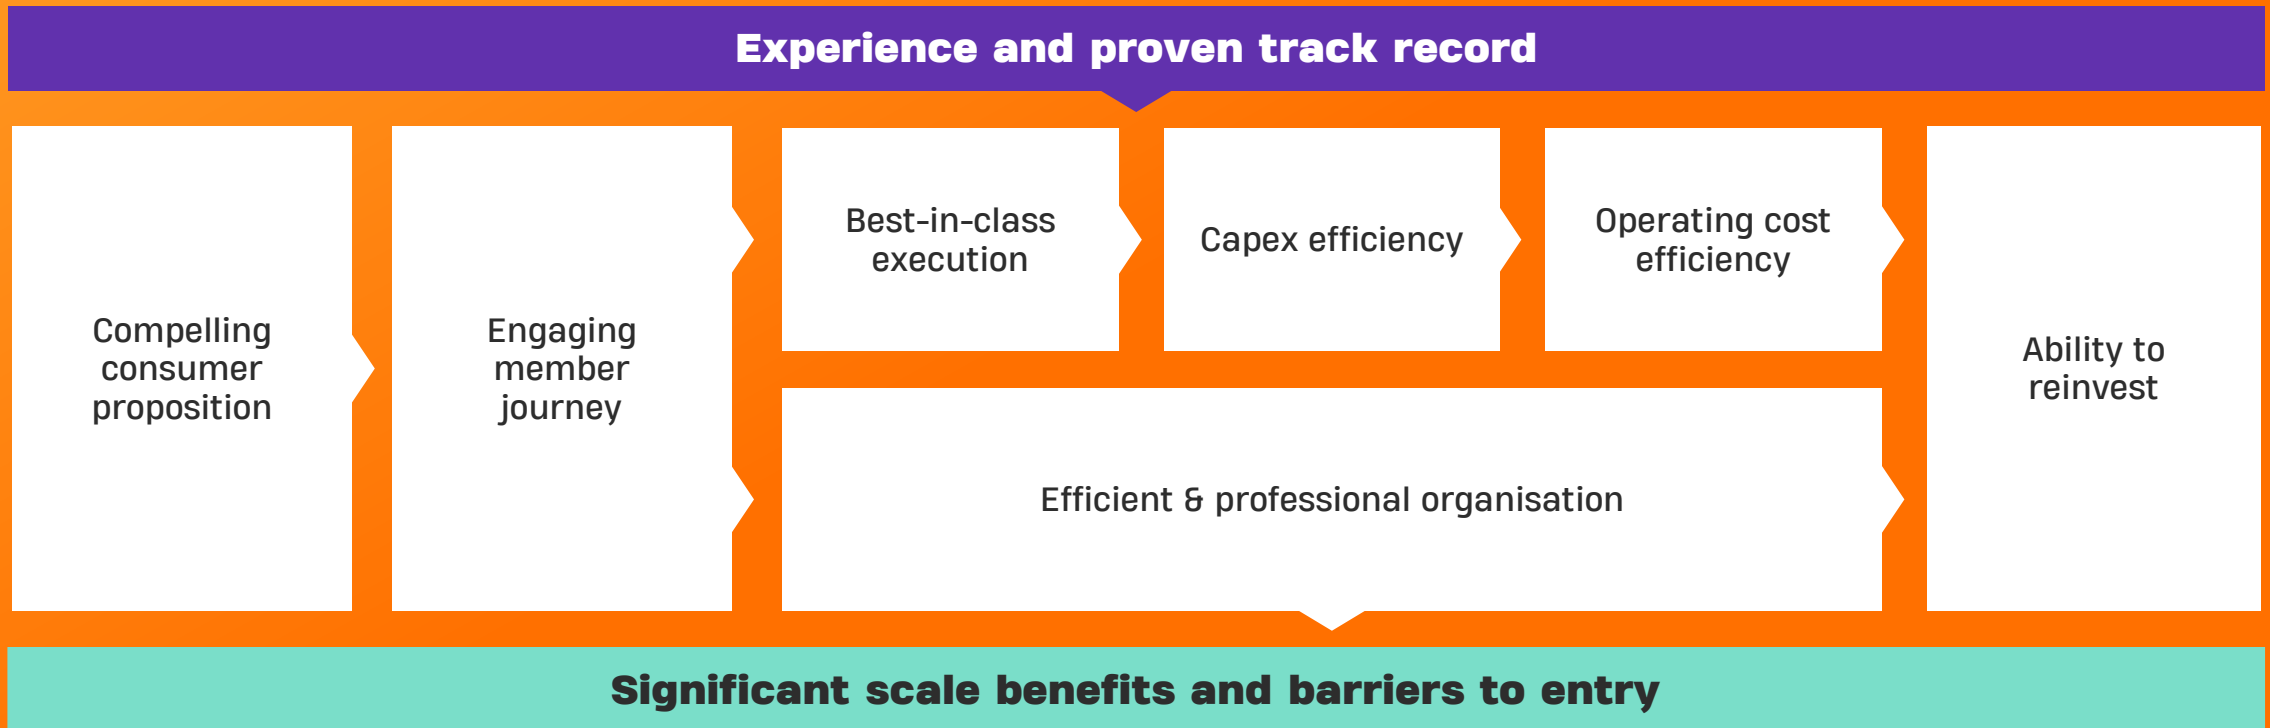 Experience and proven track record
Compelling
consumer
proposition
Engaging
member
journey
Best-in-class
execution
Capex efficiency
Operating cost
efficiency
Efficient & professional organisation
Ability to
reinvest
Significant scale benefits and barriers to entry